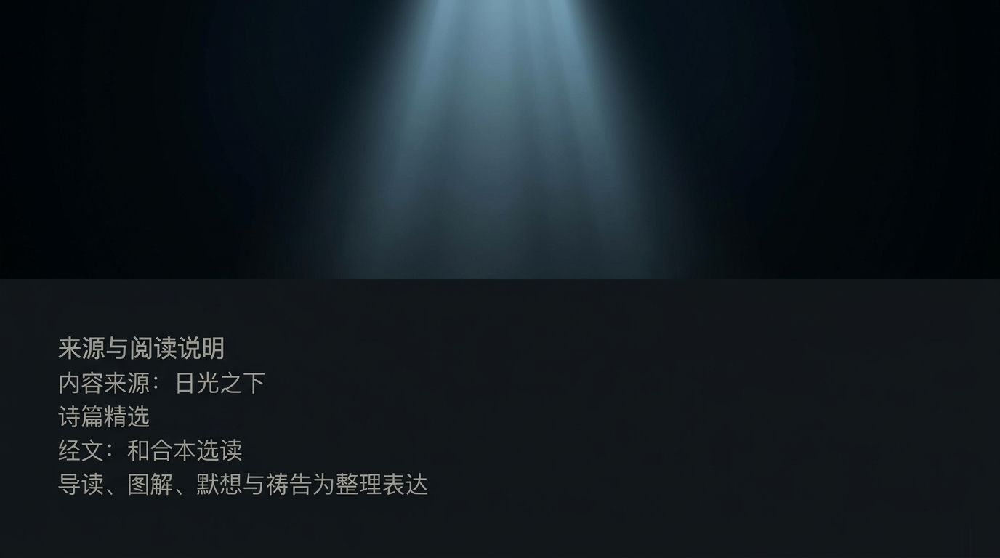 来源与阅读说明
内容来源：日光之下
诗篇精选
经文：和合本选读
导读、图解、默想与祷告为整理表达